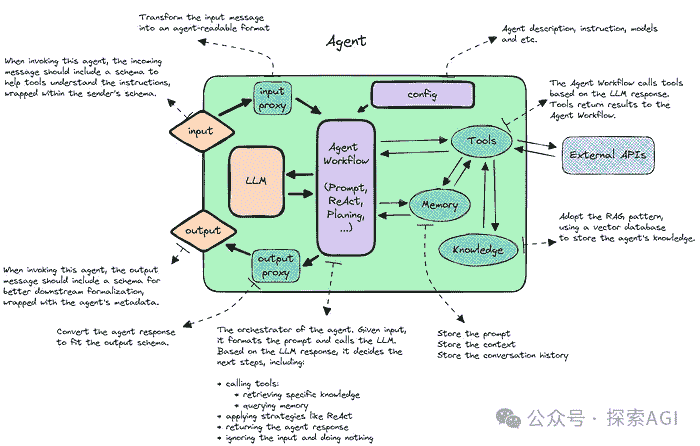 Transform the input message
into an agent-readable format
Agent
Agent description, instruction, models
and etc.
When invoking this agent, the incoming
message should include a schema to
help tools understand the instructions,
wrapped within the sender's schema.
The Agent Workflow calls tools
based on the LLM response.
Tools return results to the
Agent Workflow.
input
proxy
config
input
Agent
Workflow
(Prompt,
ReAct,
Planing,
...)
Tools
External APIs
LLM
Memory
output
Knowledge
Adopt the RAG pattern,
using a vector database
to store the agent's knowledge.
output
proxy
When invoking this agent, the output
message should include a schema for
better downstream formalization,
wrapped with the agent's metadata.
Convert the agent response
to fit the output schema.
The orchestrator of the agent. Given input,
it formats the prompt and calls the LLM.
Based on the LLM response, it decides the
next steps, including:
* calling tools:
* retrieving specific knowledge
* querying memory
* applying strategies like ReAct
* returning the agent response
* ignoring the input and doing nothing
Store the prompt
Store the context
Store the conversation history
公众号 · 探索AGI